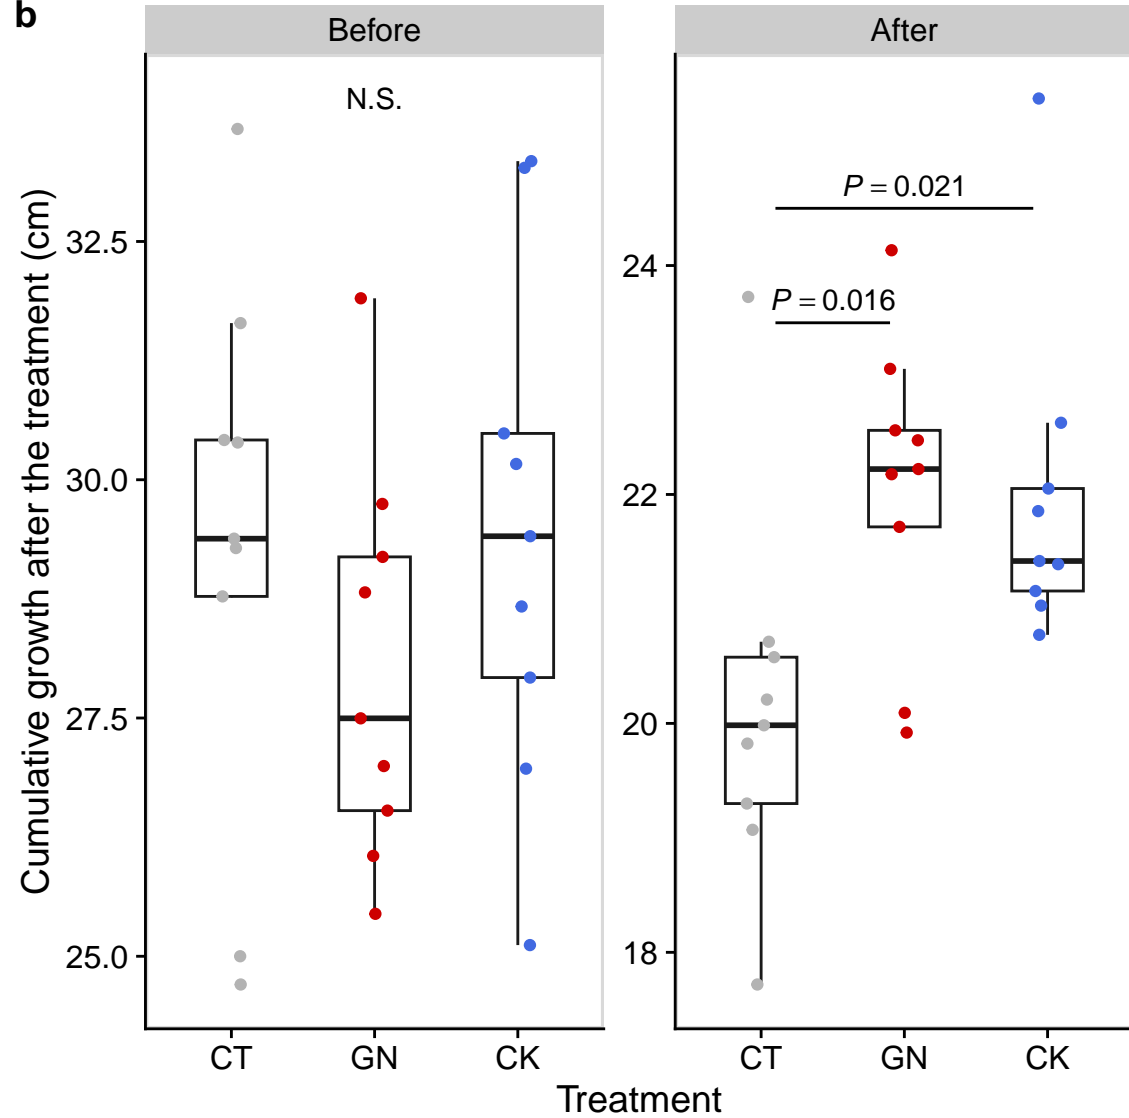 b
Before
After
N.S.
P = 0.021
P = 0.016
Cumulative growth after the treatment (cm)
32.5
30.0
27.5
25.0
24
22
20
18
CT
GN
CK
CT
GN
CK
Treatment